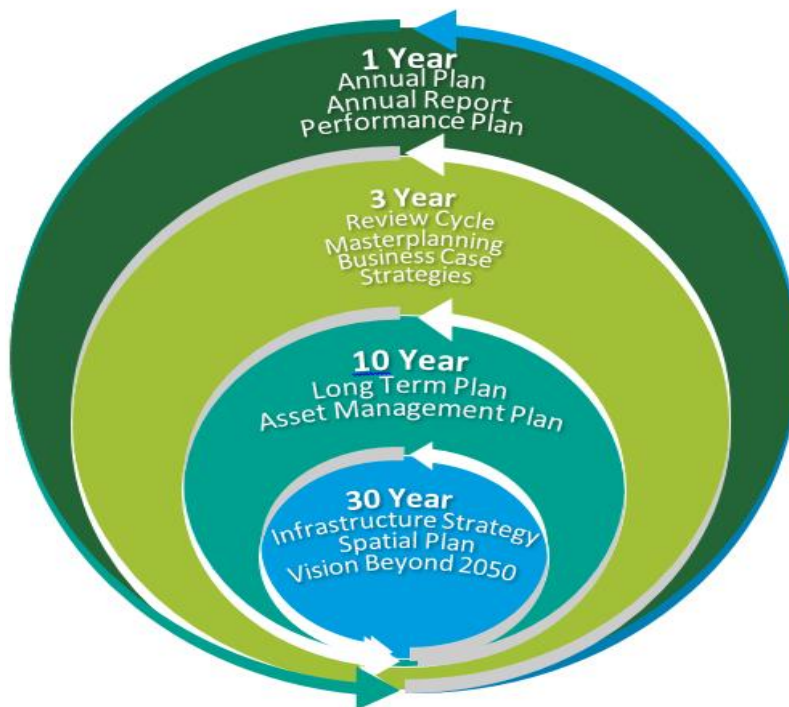 1 Year
Annual Plan
Annual Report
Performance Plan
3 Year
Review Cycle
Masterplanning
Business Case
Strategies
10 Year
Long Term Plan
Asset Management Plan
30 Year
Infrastructure Strategy
Spatial Plan
Vision Beyond 2050